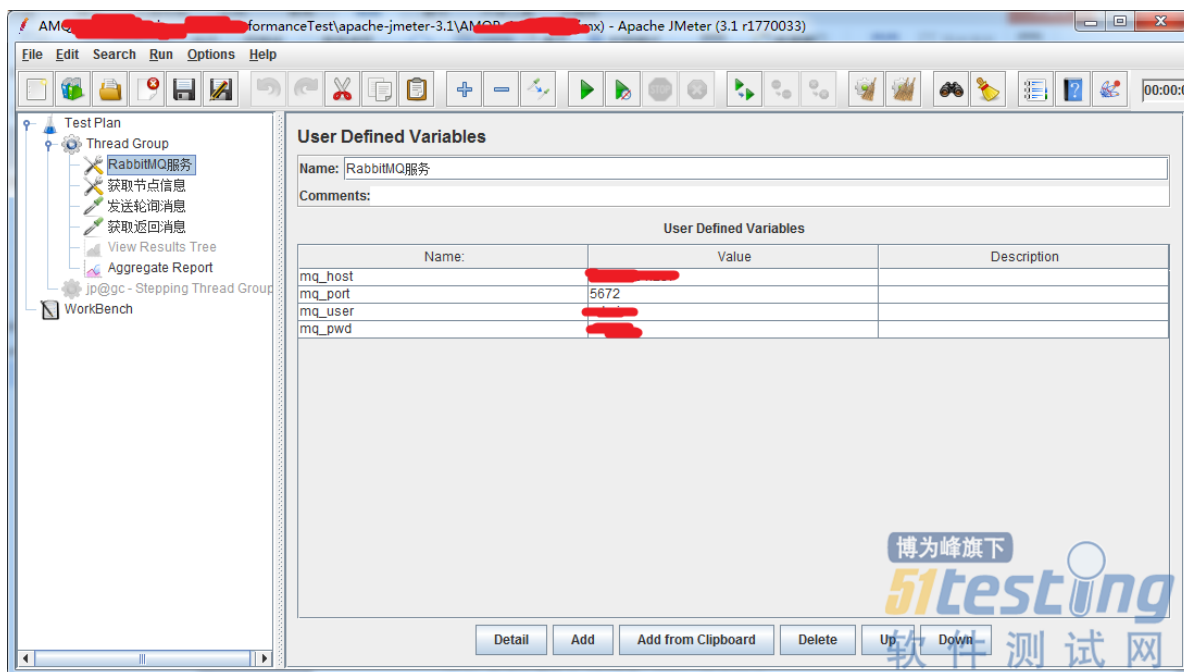 AMQ formanceTest\apache-jmeter-3.1\AMQP mx) - Apache JMeter (3.1 r1770033)
File Edit Search Run Options Help
STOP 00:00:0
Test Plan
Thread Group
RabbitMQ服务
获取节点信息
发送轮询消息
获取返回消息
View Results Tree
Aggregate Report
jp@gc - Stepping Thread Group
WorkBench
User Defined Variables
Name: RabbitMQ服务
Comments:
User Defined Variables
Name: Value Description
mq_host
mq_port 5672
mq_user
mq_pwd
Detail Add Add from Clipboard Delete Up Down
博为峰旗下
51testing
软件测试网